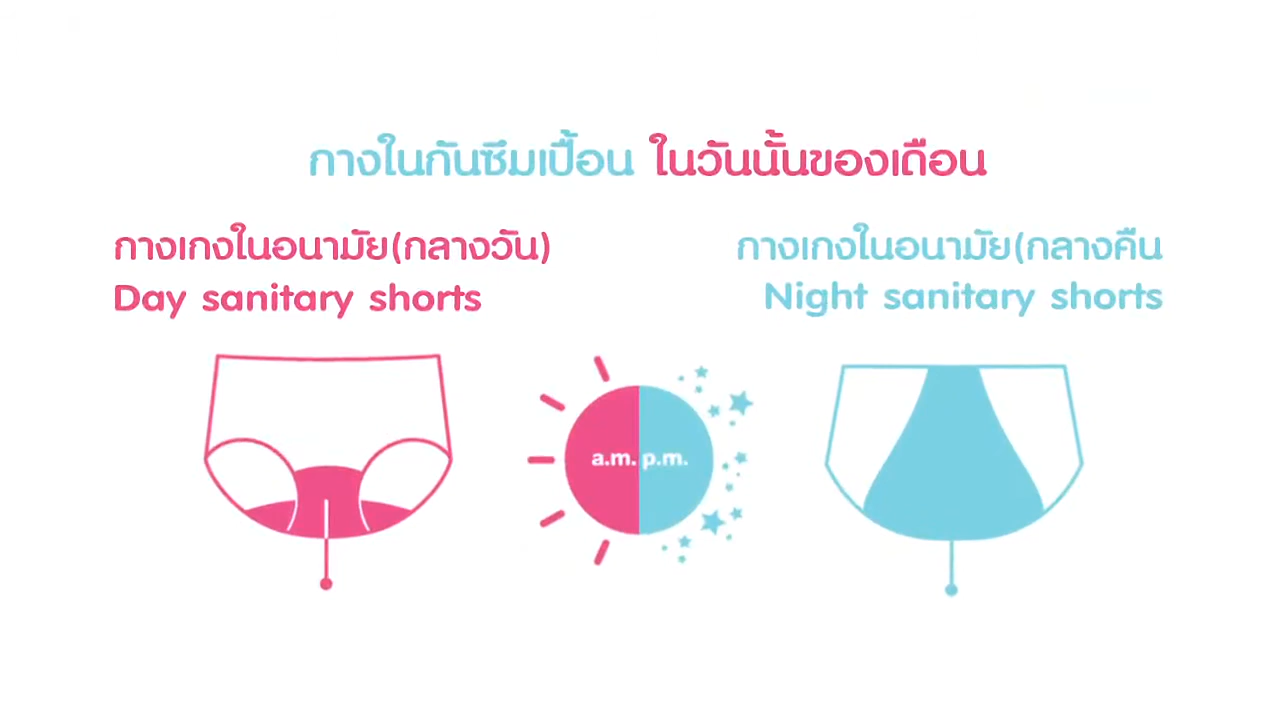 กางในกันซึมเปื้อน ในวันนั้นของเดือน
กางเกงในอนามัย(กลางวัน)
Day sanitary shorts
กางเกงในอนามัย(กลางคืน
Night sanitary shorts
a.m. p.m.